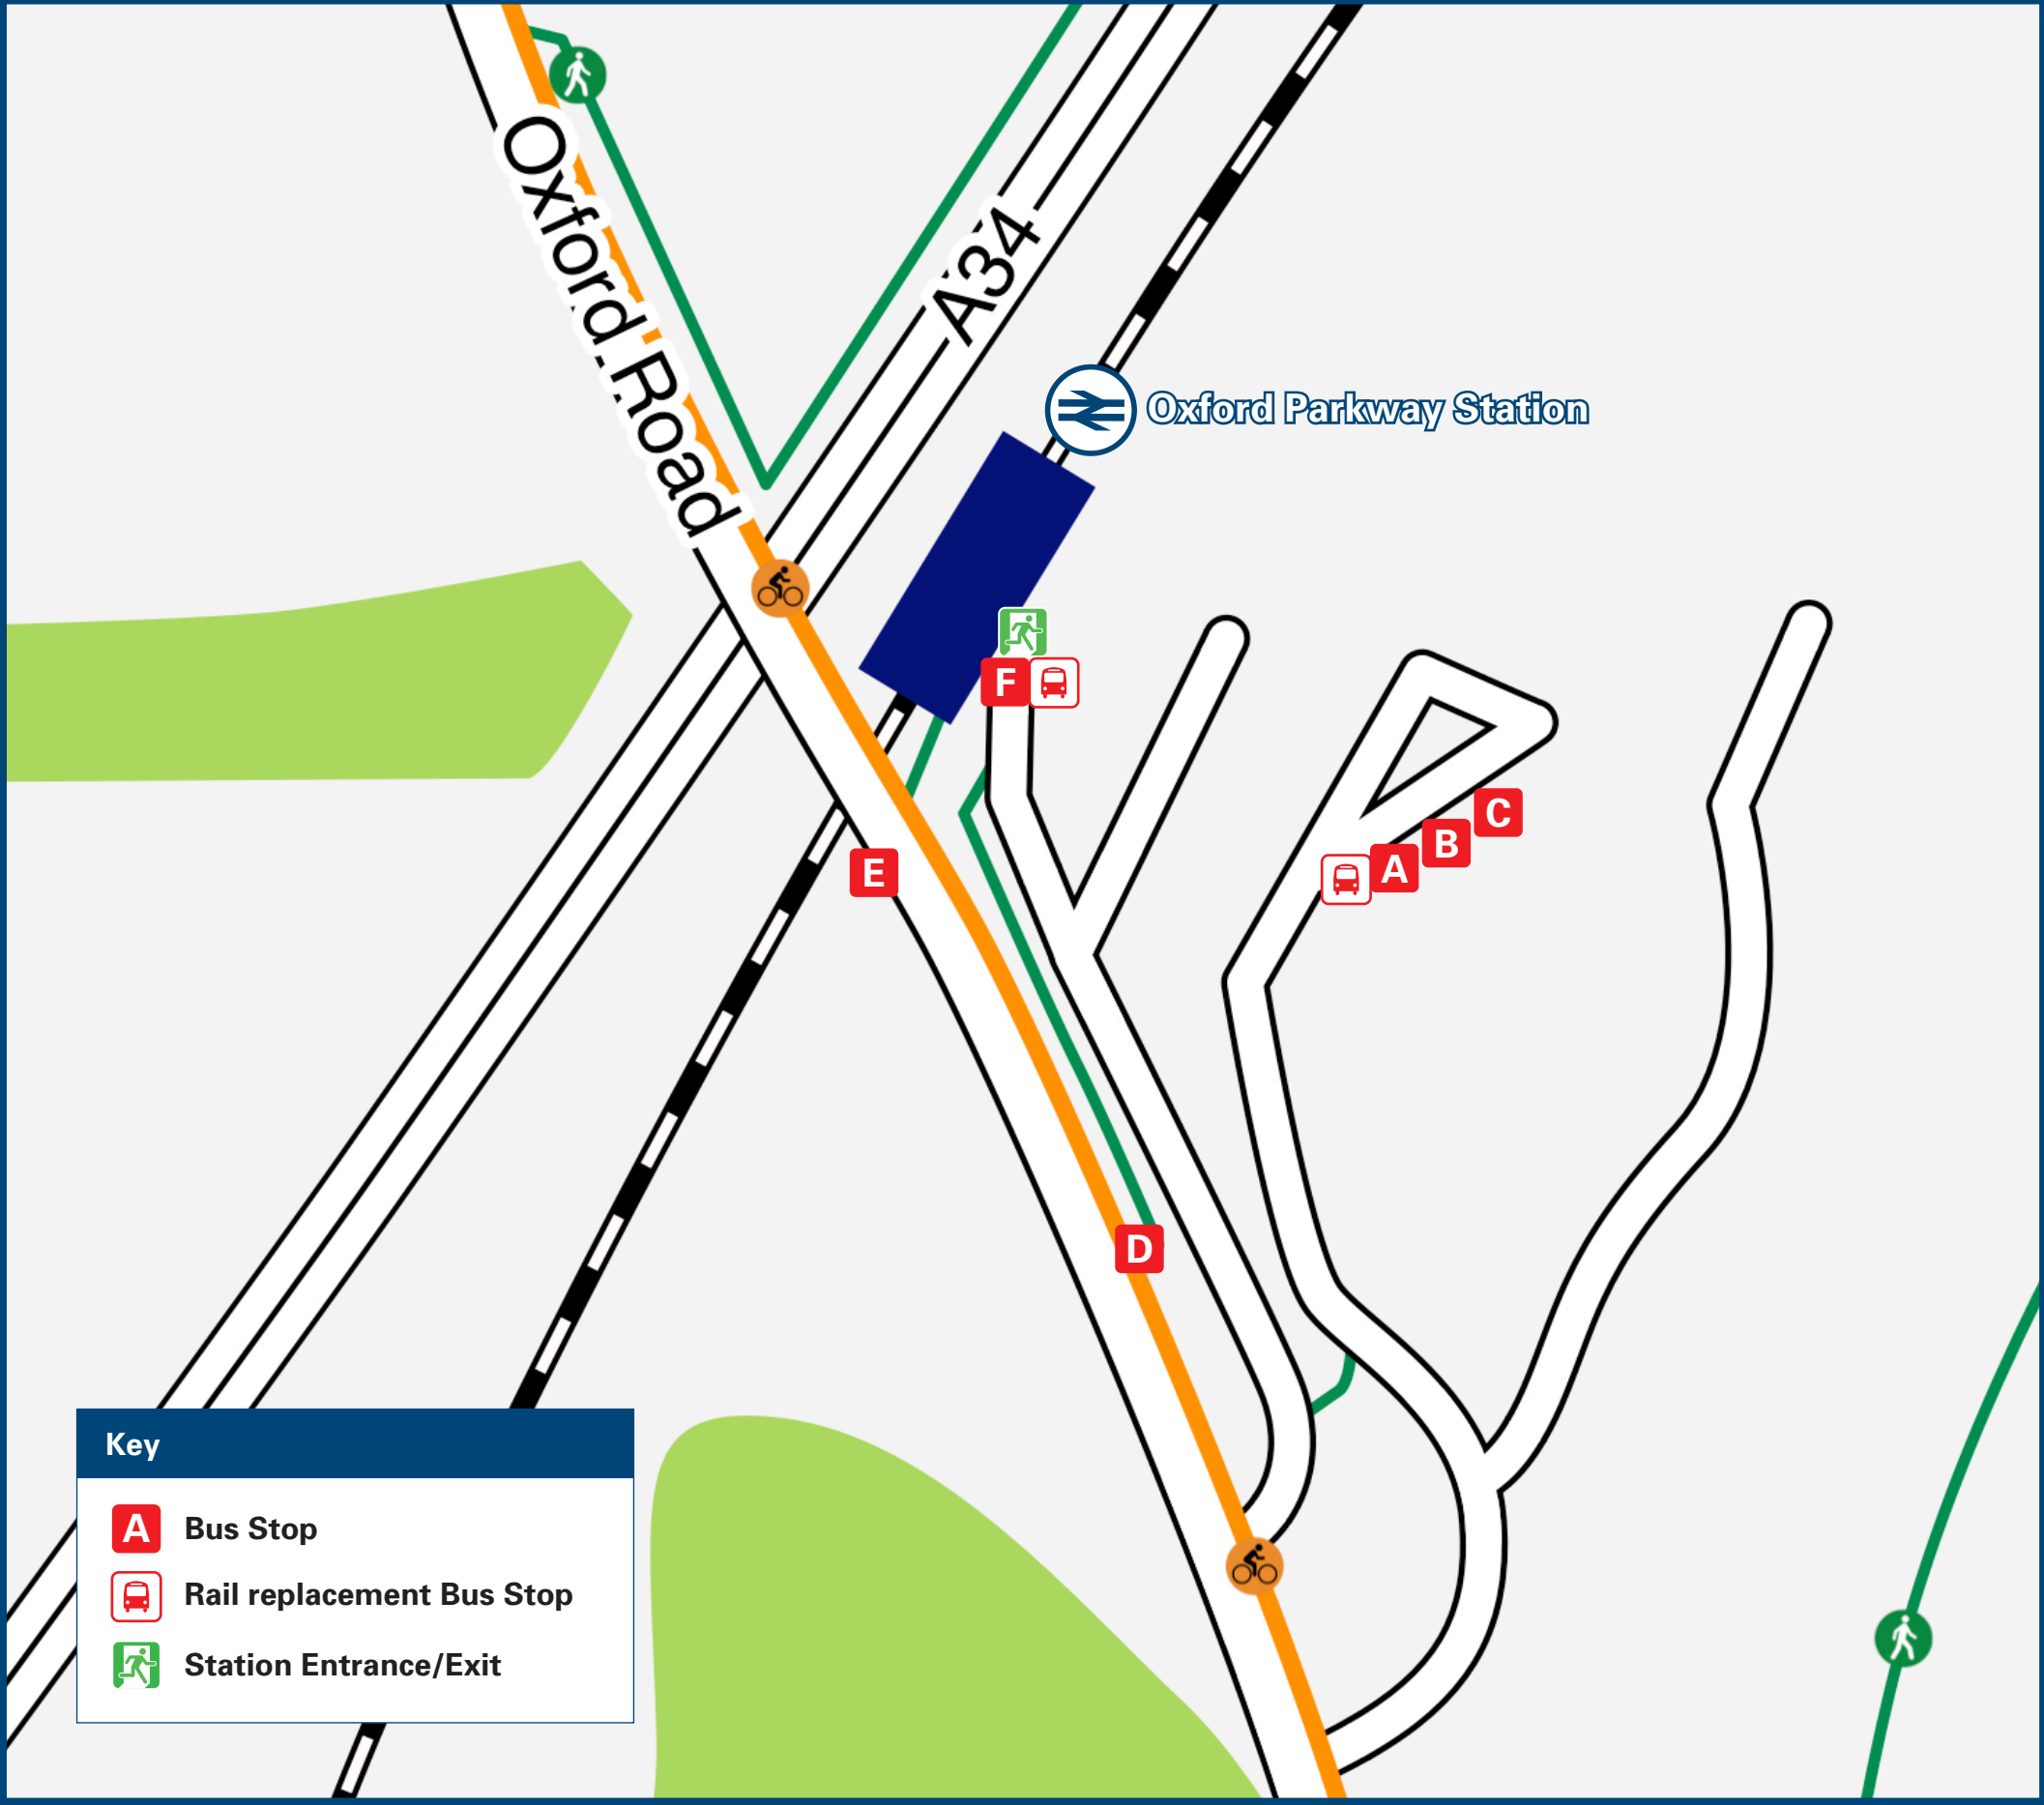 Oxford Road
A34
Oxford Parkway Station
F
C
B
A
E
D
Key
A Bus Stop
Rail replacement Bus Stop
Station Entrance/Exit